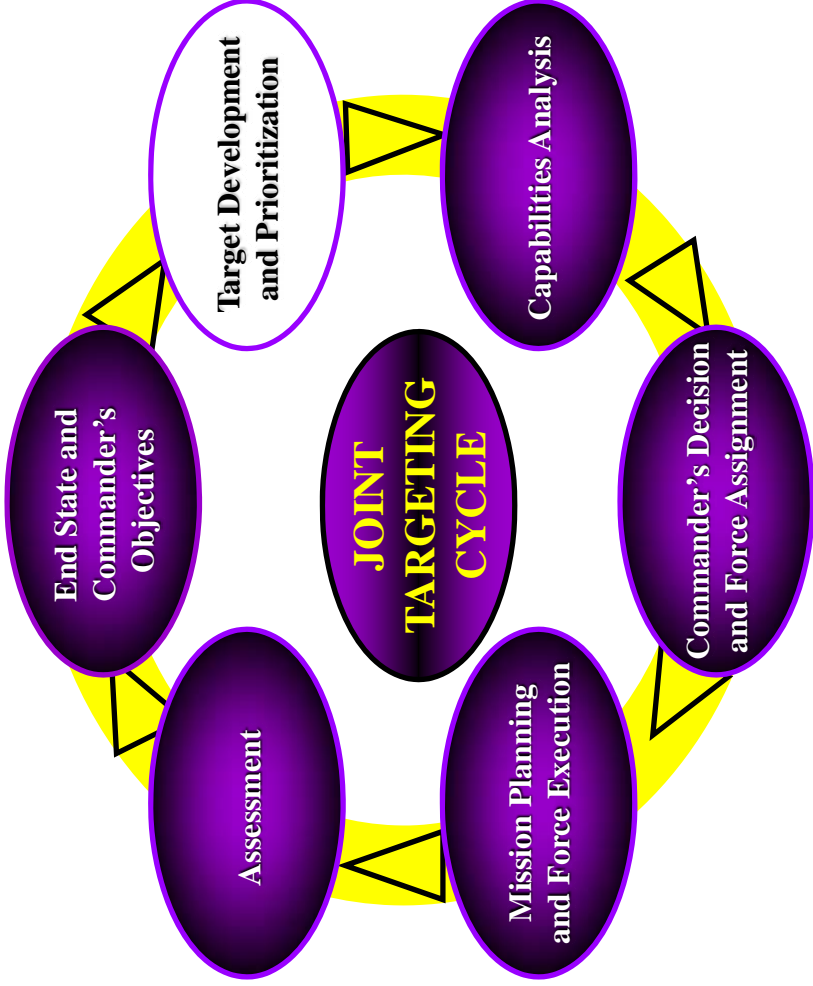 JOINT
TARGETING
CYCLE
End State and
Commander’s
Objectives
Target Development
and Prioritization
Capabilities Analysis
Commander’s Decision
and Force Assignment
Mission Planning
and Force Execution
Assessment